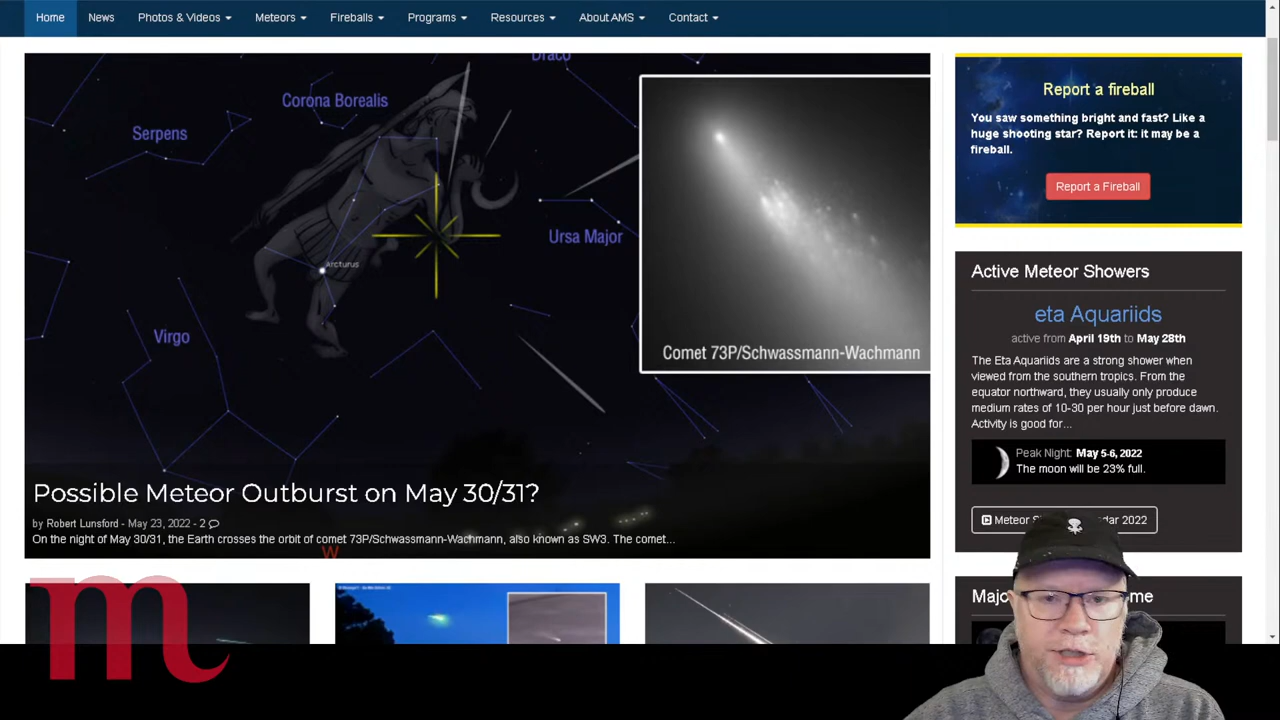 Home News Photos & Videos Meteors Fireballs Programs Resources About AMS Contact
Draco
Corona Borealis
Serpens
Ursa Major
Arcturus
Virgo
Comet 73P/Schwassmann-Wachmann
Possible Meteor Outburst on May 30/31?
by Robert Lunsford - May 23, 2022 - 2
On the night of May 30/31, the Earth crosses the orbit of comet 73P/Schwassmann-Wachmann, also known as SW3. The comet...
W
m
Report a fireball
You saw something bright and fast? Like a
huge shooting star? Report it: it may be a
fireball.
Report a Fireball
Active Meteor Showers
eta Aquariids
active from April 19th to May 28th
The Eta Aquariids are a strong shower when
viewed from the southern tropics. From the
equator northward, they usually only produce
medium rates of 10-30 per hour just before dawn.
Activity is good for...
Peak Night: May 5-6, 2022
The moon will be 23% full.
Meteor 2022